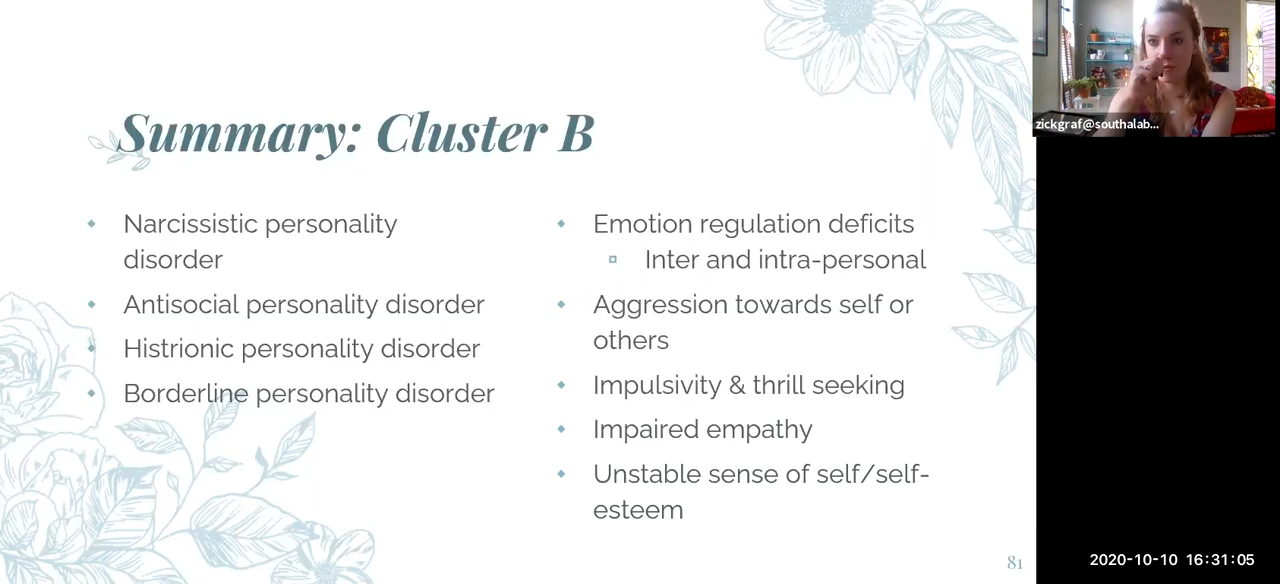 Summary: Cluster B
Narcissistic personality
disorder
Antisocial personality disorder
Histrionic personality disorder
Borderline personality disorder
Emotion regulation deficits
Inter and intra-personal
Aggression towards self or
others
Impulsivity & thrill seeking
Impaired empathy
Unstable sense of self/self-
esteem
81
zickgraf@southalab...
2020-10-10 16:31:05